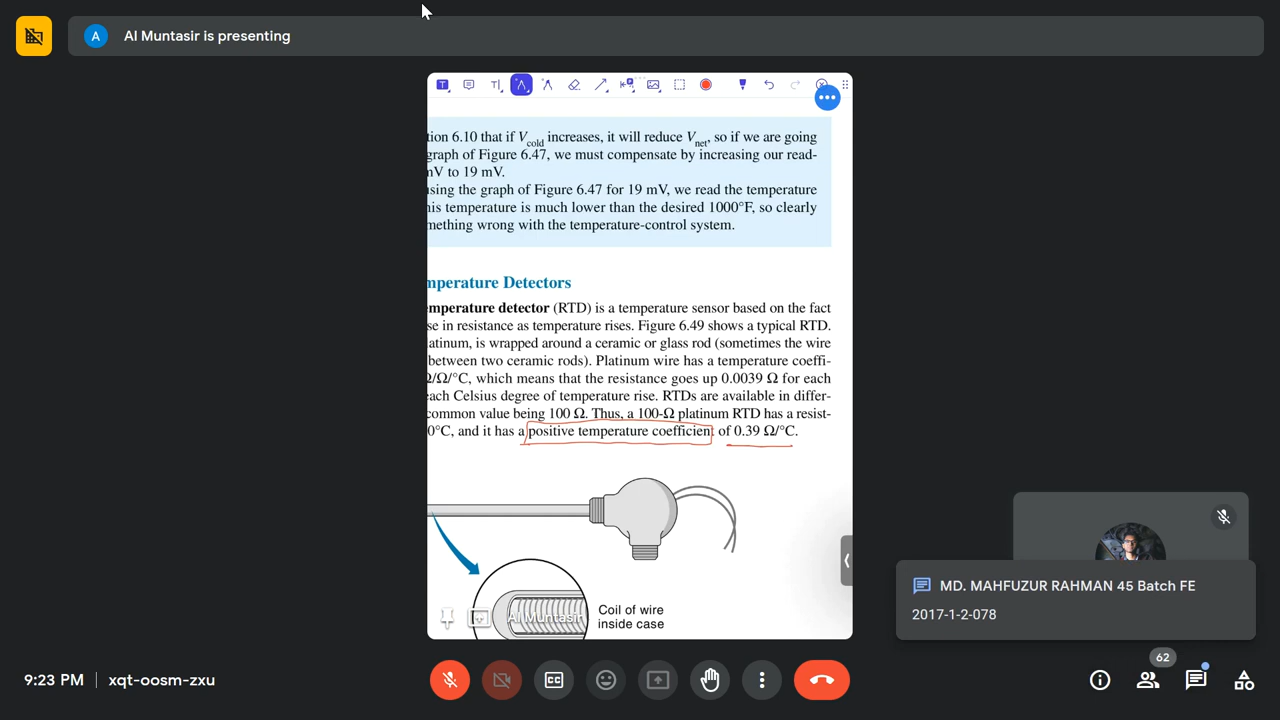 A
Al Muntasir is presenting
tion 6.10 that if Vcold increases, it will reduce Vnet, so if we are going
graph of Figure 6.47, we must compensate by increasing our read-
mV to 19 mV.
using the graph of Figure 6.47 for 19 mV, we read the temperature
his temperature is much lower than the desired 1000°F, so clearly
mething wrong with the temperature-control system.
mperature Detectors
emperature detector (RTD) is a temperature sensor based on the fact
se in resistance as temperature rises. Figure 6.49 shows a typical RTD.
latinum, is wrapped around a ceramic or glass rod (sometimes the wire
between two ceramic rods). Platinum wire has a temperature coeffi-
Ω/Ω/°C, which means that the resistance goes up 0.0039 Ω for each
each Celsius degree of temperature rise. RTDs are available in differ-
common value being 100 Ω. Thus, a 100-Ω platinum RTD has a resist-
0°C, and it has a positive temperature coefficient of 0.39 Ω/°C.
Coil of wire
inside case
Al Muntasir
MD. MAHFUZUR RAHMAN 45 Batch FE
2017-1-2-078
9:23 PM
xqt-oosm-zxu
62